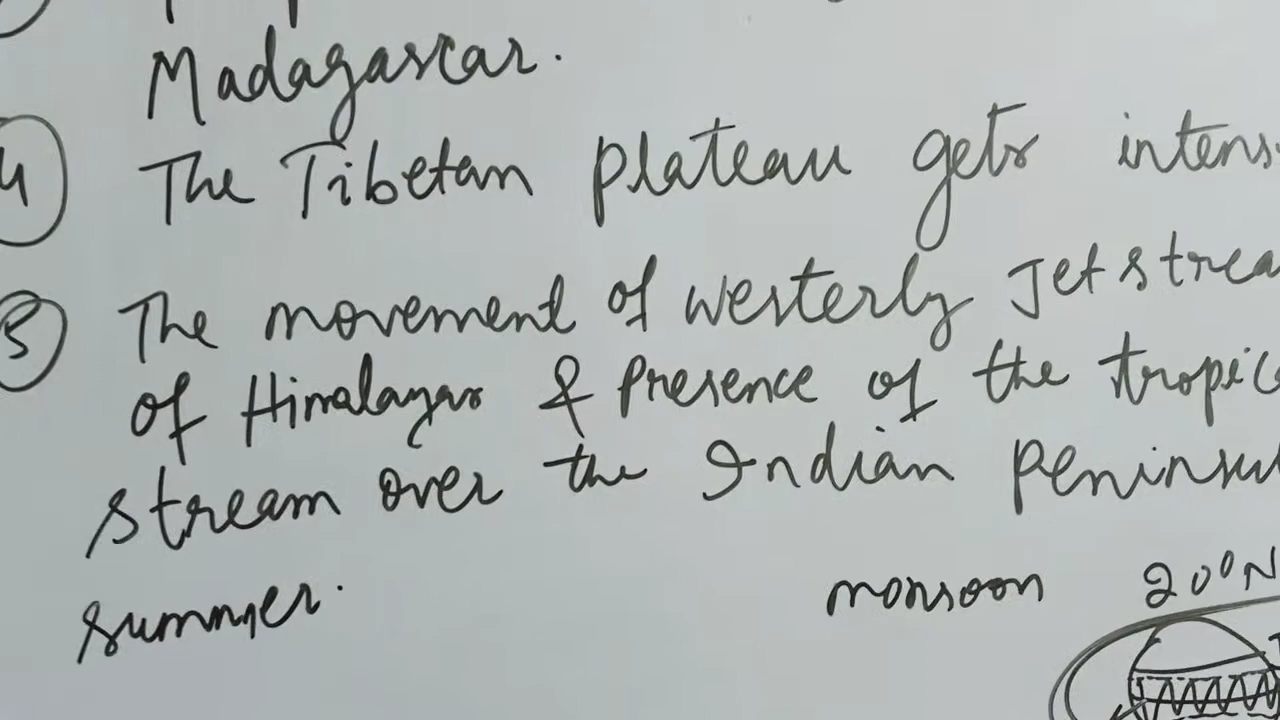 Madagascar.
4 The Tibetan plateau gets intens
5 The movement of westerly Jet strea
of Himalayas & Presence of the tropic
stream over the Indian Peninsul
summer.
monsoon 20°N